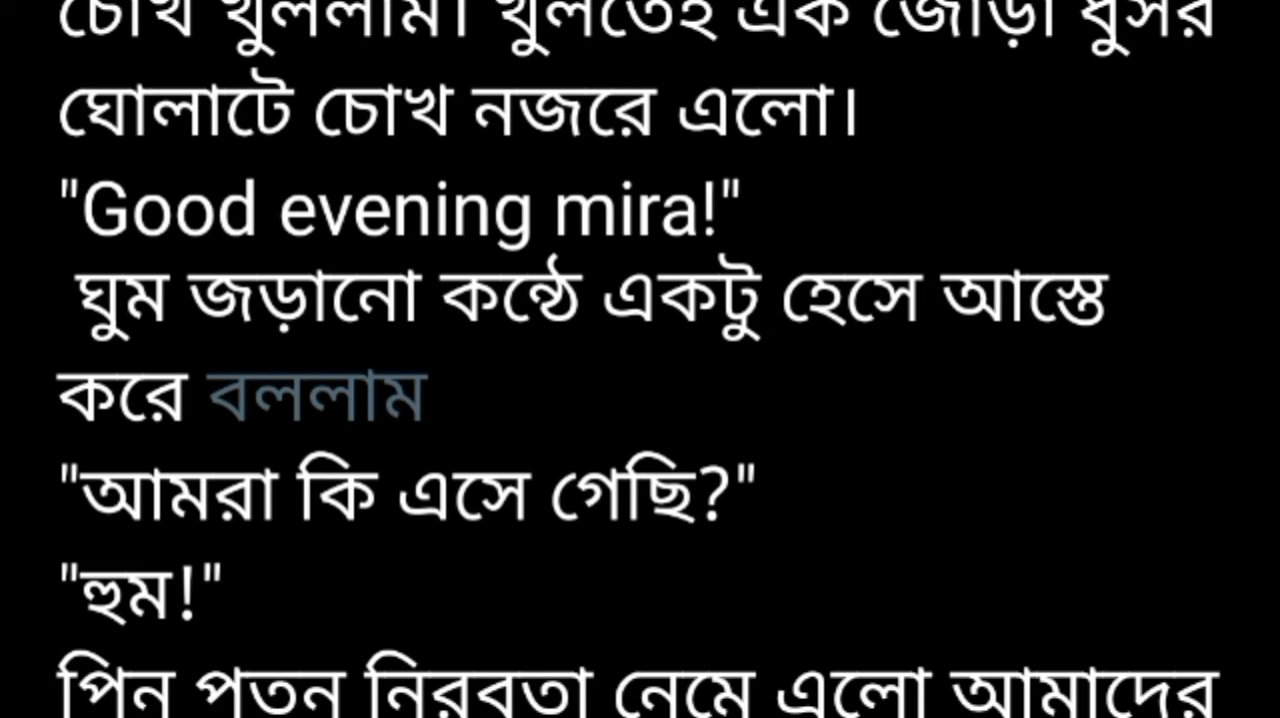 চোখ খুললাম। খুলতেই এক জোড়া ধুসর
ঘোলাটে চোখ নজরে এলো।
"Good evening mira!"
ঘুম জড়ানো কন্ঠে একটু হেসে আস্তে
করে বললাম
"আমরা কি এসে গেছি?"
"হুম!"
পিন পতন নিরবতা নেমে এলো আমাদের